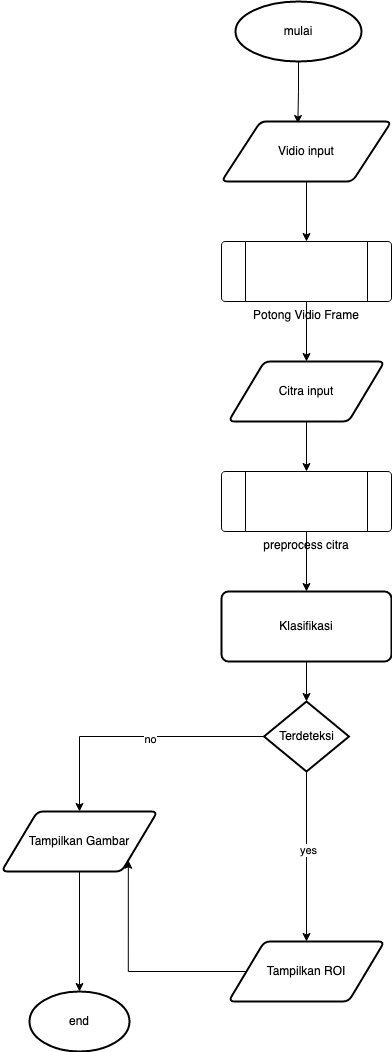 mulai
Vidio input
Potong Vidio Frame
Citra input
preprocess citra
Klasifikasi
Terdeteksi
no
Tampilkan Gambar
yes
Tampilkan ROI
end